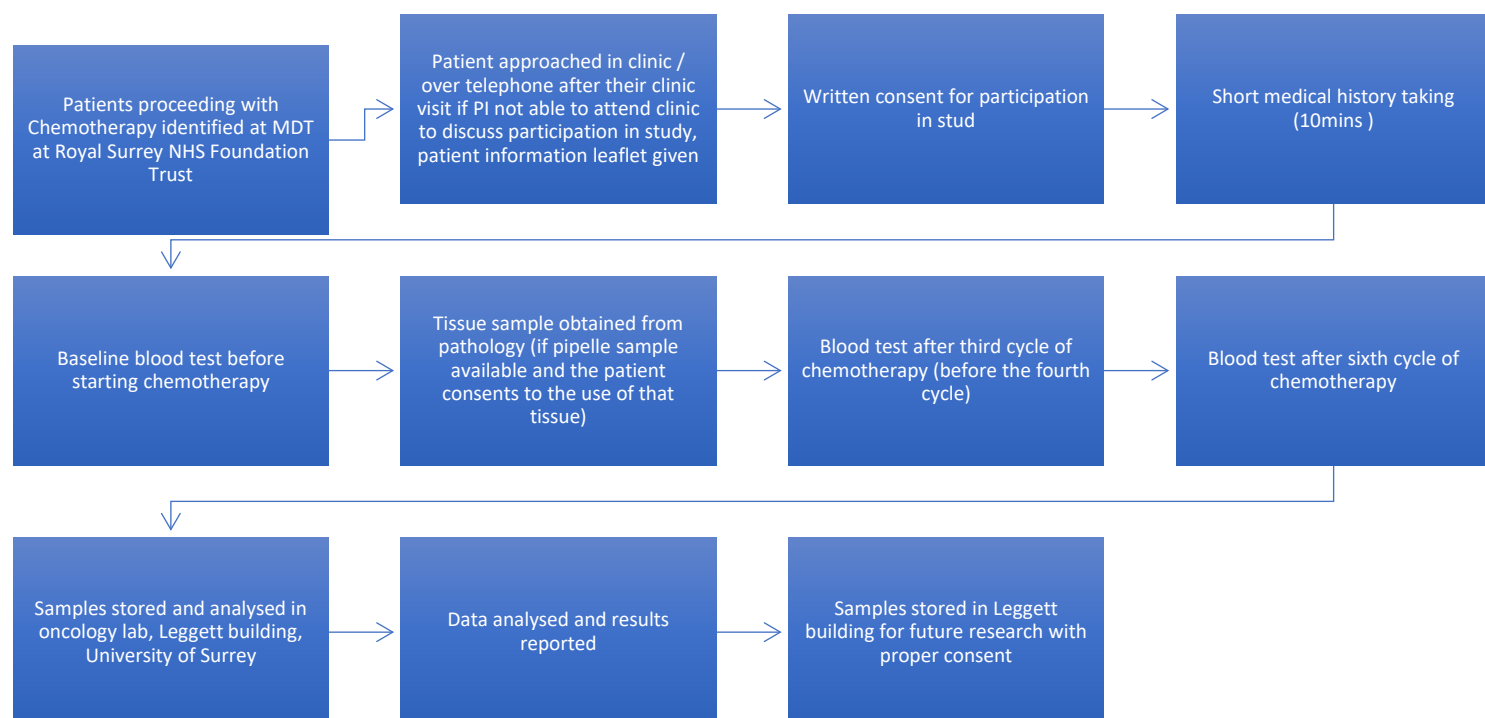 Patients proceeding with
Chemotherapy identified at MDT
at Royal Surrey NHS Foundation
Trust
Patient approached in clinic /
over telephone after their clinic
visit if PI not able to attend clinic
to discuss participation in study,
patient information leaflet given
Written consent for participation
in stud
Short medical history taking
(10mins )
Baseline blood test before
starting chemotherapy
Tissue sample obtained from
pathology (if pipelle sample
available and the patient
consents to the use of that
tissue)
Blood test after third cycle of
chemotherapy (before the fourth
cycle)
Blood test after sixth cycle of
chemotherapy
Samples stored and analysed in
oncology lab, Leggett building,
University of Surrey
Data analysed and results
reported
Samples stored in Leggett
building for future research with
proper consent